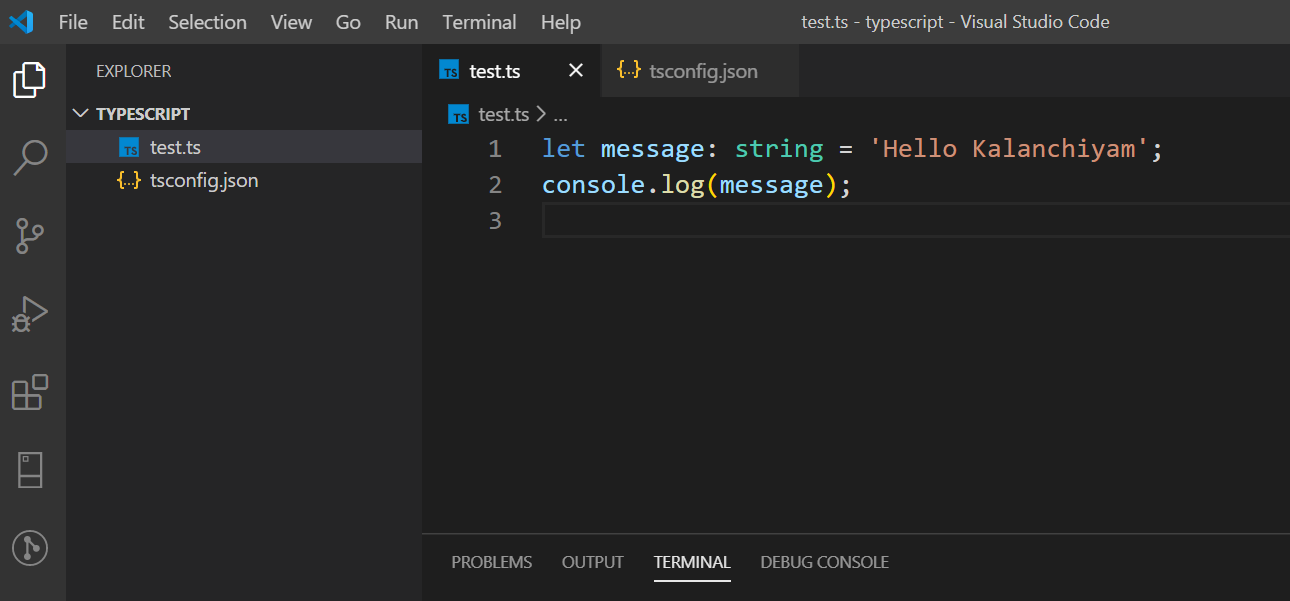 File Edit Selection View Go Run Terminal Help test.ts - typescript - Visual Studio Code
EXPLORER
TYPESCRIPT
TS test.ts
{..} tsconfig.json
TS test.ts × {..} tsconfig.json
TS test.ts > ...
1 let message: string = 'Hello Kalanchiyam';
2 console.log(message);
3
PROBLEMS OUTPUT TERMINAL DEBUG CONSOLE